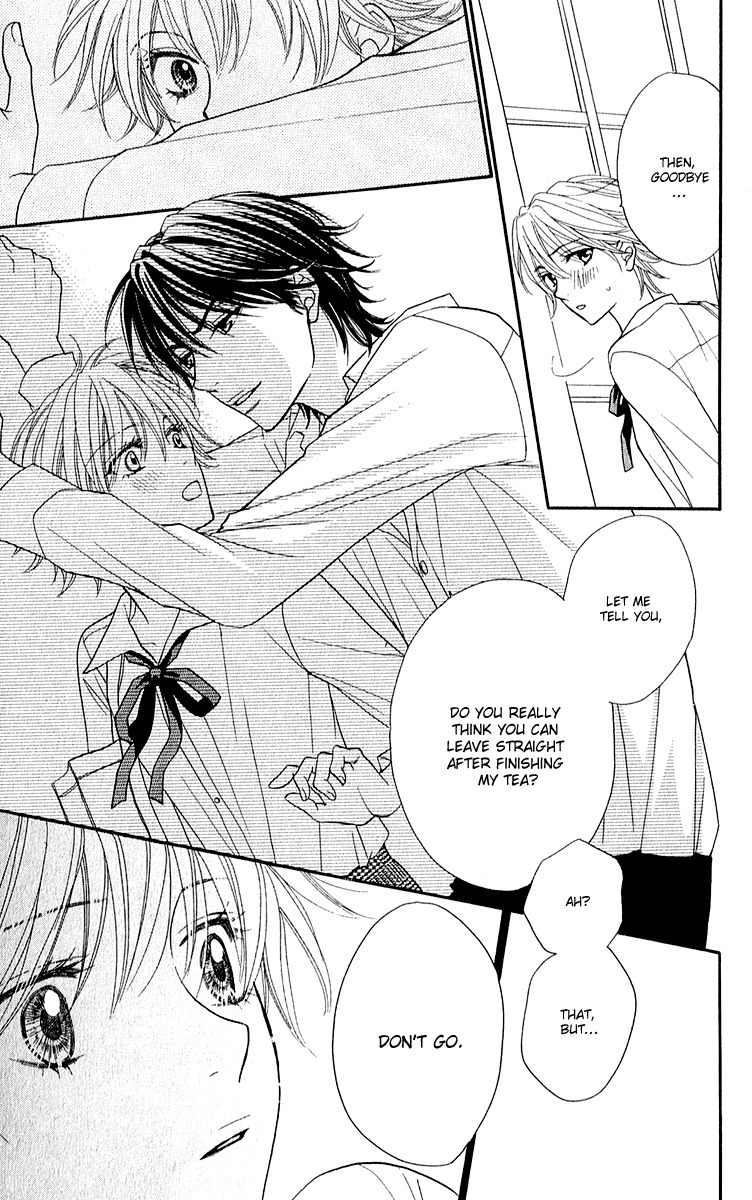 THEN,
GOODBYE
...
LET ME
TELL YOU,
DO YOU REALLY
THINK YOU CAN
LEAVE STRAIGHT
AFTER FINISHING
MY TEA?
AH?
THAT,
BUT...
DON'T GO.